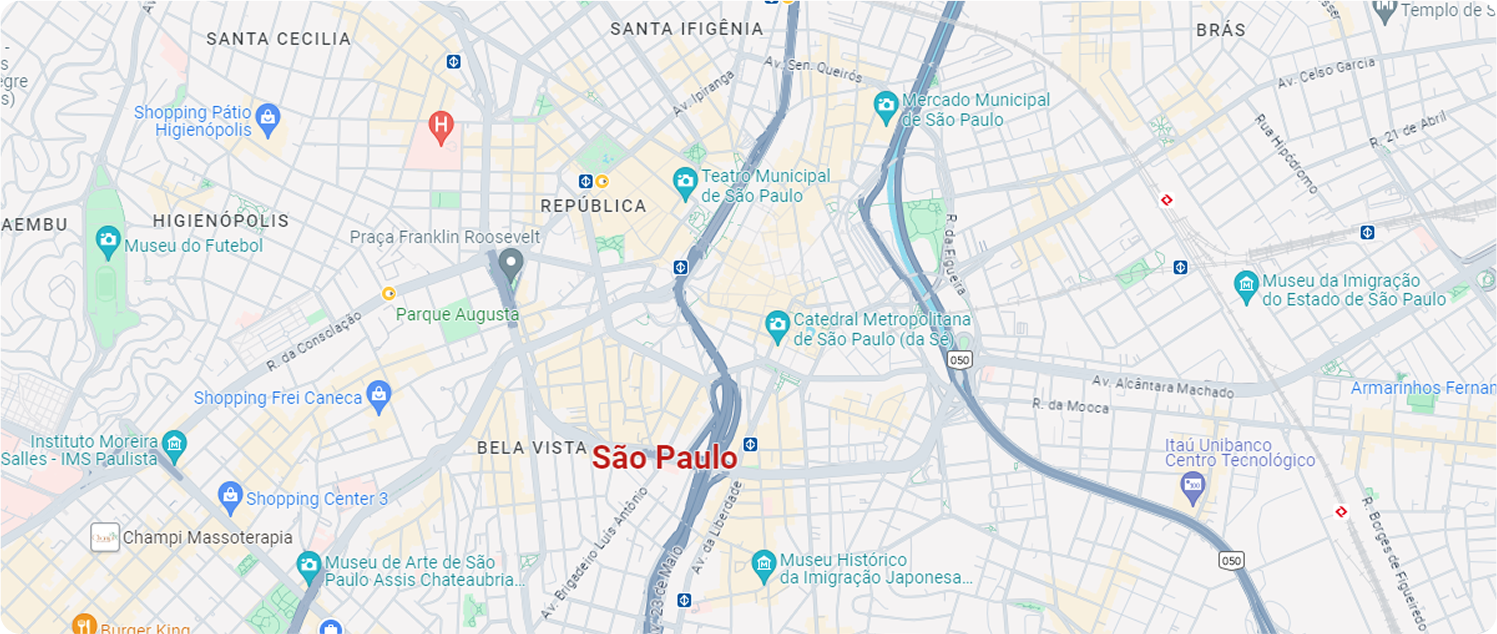 SANTA CECILIA
SANTA IFIGÊNIA
BRÁS
Templo de S
egre
s)
Av. Sen. Queirós
Av. Celso Garcia
Av. Ipiranga
Shopping Pátio
Higienópolis
H
Mercado Municipal
de São Paulo
Rua Hipódromo
R. 21 de Abril
Teatro Municipal
de São Paulo
REPÚBLICA
AEMBU
HIGIENÓPOLIS
Museu do Futebol
Praça Franklin Roosevelt
R. da Figueira
Museu da Imigração
do Estado de São Paulo
Parque Augusta
R. da Consolação
Catedral Metropolitana
de São Paulo (da Sé)
050
Av. Alcântara Machado
Armarinhos Fernan
R. da Mooca
Shopping Frei Caneca
Instituto Moreira
Salles - IMS Paulista
BELA VISTA
São Paulo
Itaú Unibanco
Centro Tecnológico
Shopping Center 3
Champi Massoterapia
Av. Brigadeiro Luís Antônio
Av. da Liberdade
Av. 23 de Maio
R. Borges de Figueiredo
Museu de Arte de São
Paulo Assis Chateaubria...
Museu Histórico
da Imigração Japonesa...
050
Burger King